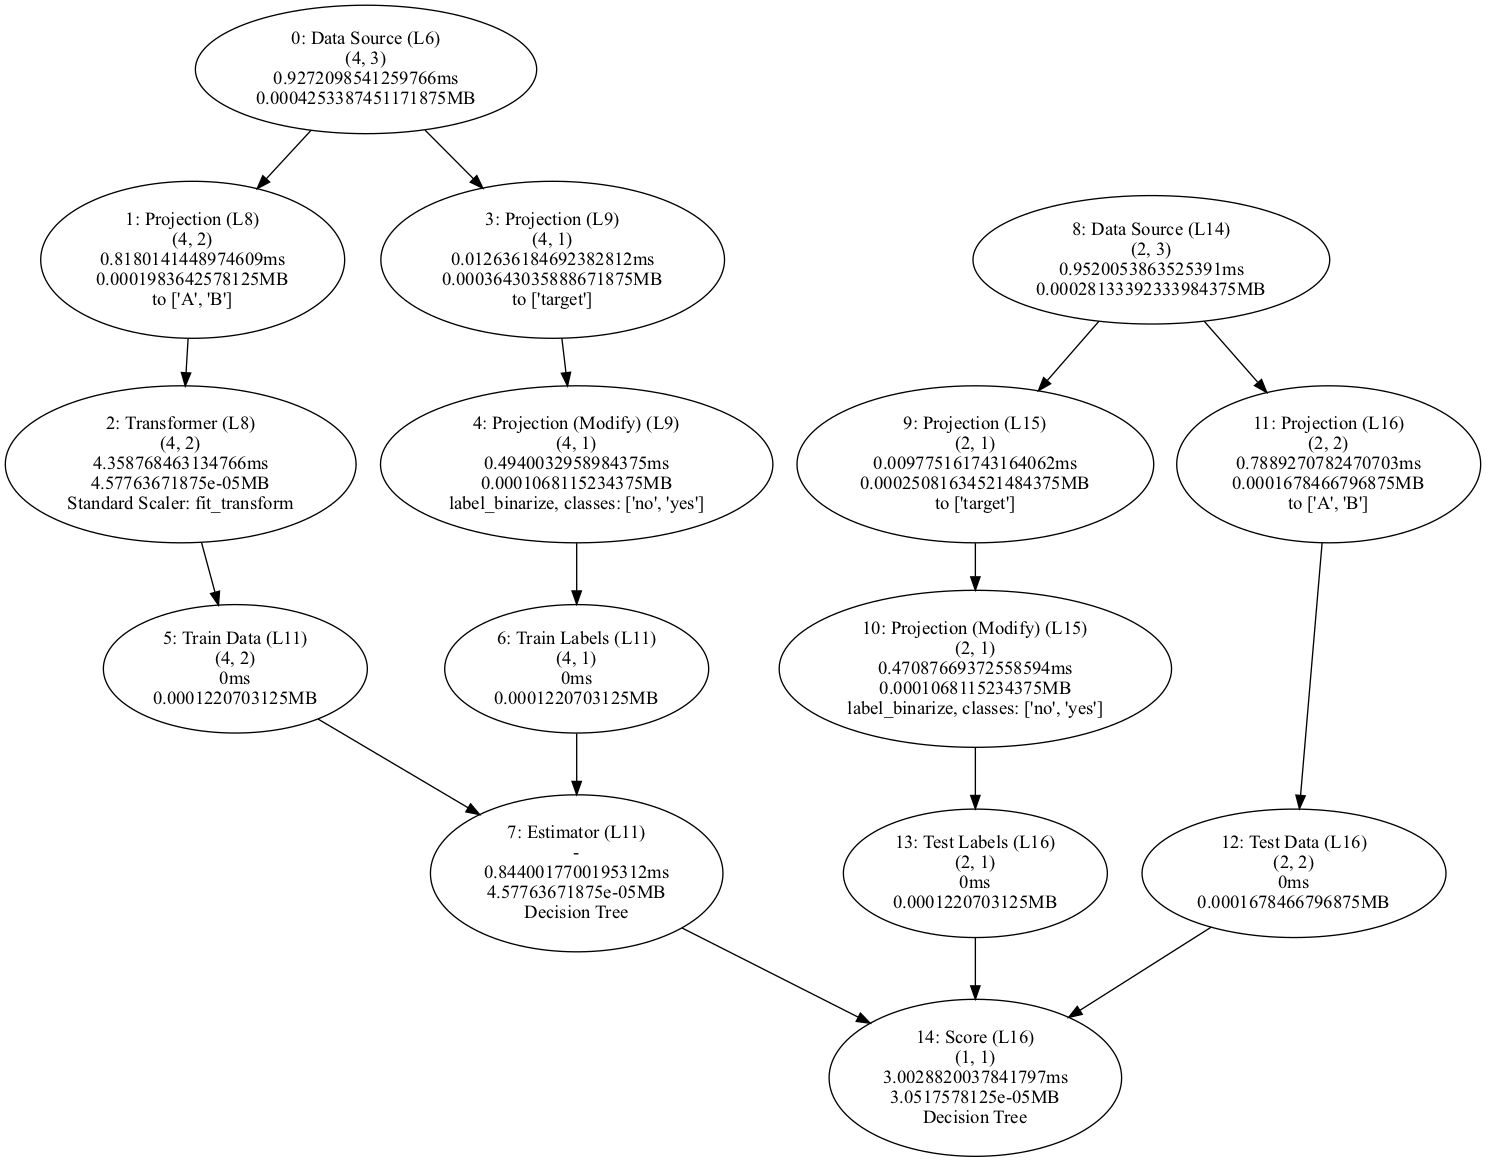 0: Data Source (L6)
(4, 3)
0.9272098541259766ms
0.0004253387451171875MB
1: Projection (L8)
(4, 2)
0.8180141448974609ms
0.0001983642578125MB
to ['A', 'B']
3: Projection (L9)
(4, 1)
0.012636184692382812ms
0.00036430358886718​75MB
to ['target']
8: Data Source (L14)
(2, 3)
0.9520053863525391ms
0.00028133392333984375MB
2: Transformer (L8)
(4, 2)
4.358768463134766ms
4.57763671875e-05MB
Standard Scaler: fit_transform
4: Projection (Modify) (L9)
(4, 1)
0.4940032958984375ms
0.0001068115234375MB
label_binarize, classes: ['no', 'yes']
9: Projection (L15)
(2, 1)
0.009775161743164062ms
0.00025081634521484375MB
to ['target']
11: Projection (L16)
(2, 2)
0.7889270782470703ms
0.0001678466796875MB
to ['A', 'B']
5: Train Data (L11)
(4, 2)
0ms
0.0001220703125MB
6: Train Labels (L11)
(4, 1)
0ms
0.0001220703125MB
10: Projection (Modify) (L15)
(2, 1)
0.47087669372558594ms
0.0001068115234375MB
label_binarize, classes: ['no', 'yes']
7: Estimator (L11)
-
0.8440017700195312ms
4.57763671875e-05MB
Decision Tree
13: Test Labels (L16)
(2, 1)
0ms
0.0001220703125MB
12: Test Data (L16)
(2, 2)
0ms
0.0001678466796875MB
14: Score (L16)
(1, 1)
3.0028820037841797ms
3.0517578125e-05MB
Decision Tree